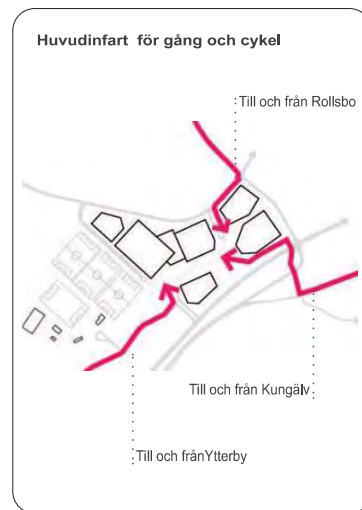 Huvudinfart för gång och cykel
Till och från Rollsbo
Till och från Kungälv
Till och frånYtterby